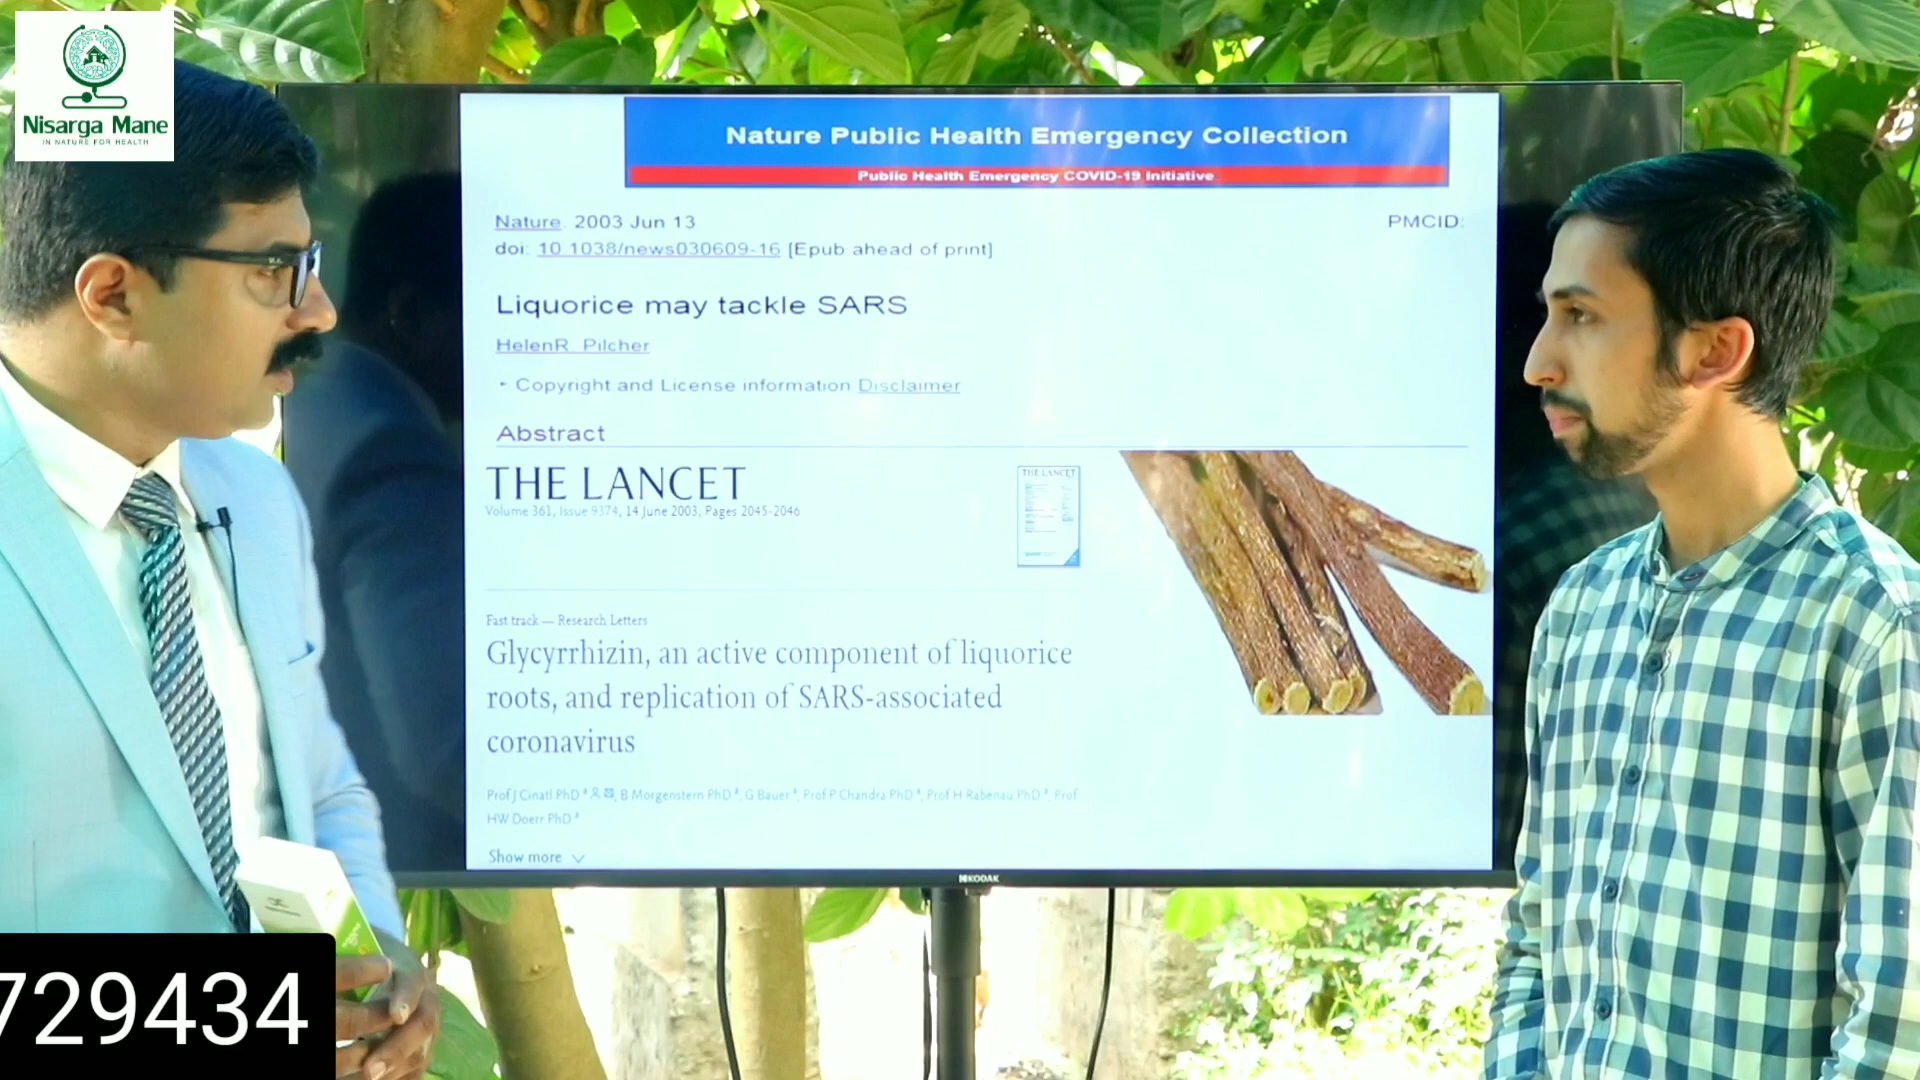 Nisarga Mane
IN NATURE FOR HEALTH
Nature Public Health Emergency Collection
Public Health Emergency COVID-19 Initiative
Nature. 2003 Jun 13
PMCID:
doi: 10.1038/news030609-16 [Epub ahead of print]
Liquorice may tackle SARS
HelenR. Pilcher
Copyright and License information Disclaimer
Abstract
THE LANCET
Volume 361, Issue 9374, 14 June 2003, Pages 2045-2046
THE LANCET
Fast track — Research Letters
Glycyrrhizin, an active component of liquorice
roots, and replication of SARS-associated
coronavirus
Prof J Cinatl PhD a, B Morgenstern PhD a, G Bauer a, Prof P Chandra PhD a, Prof H Rabenau PhD a, Prof
HW Doerr PhD a
Show more
KODAK
729434